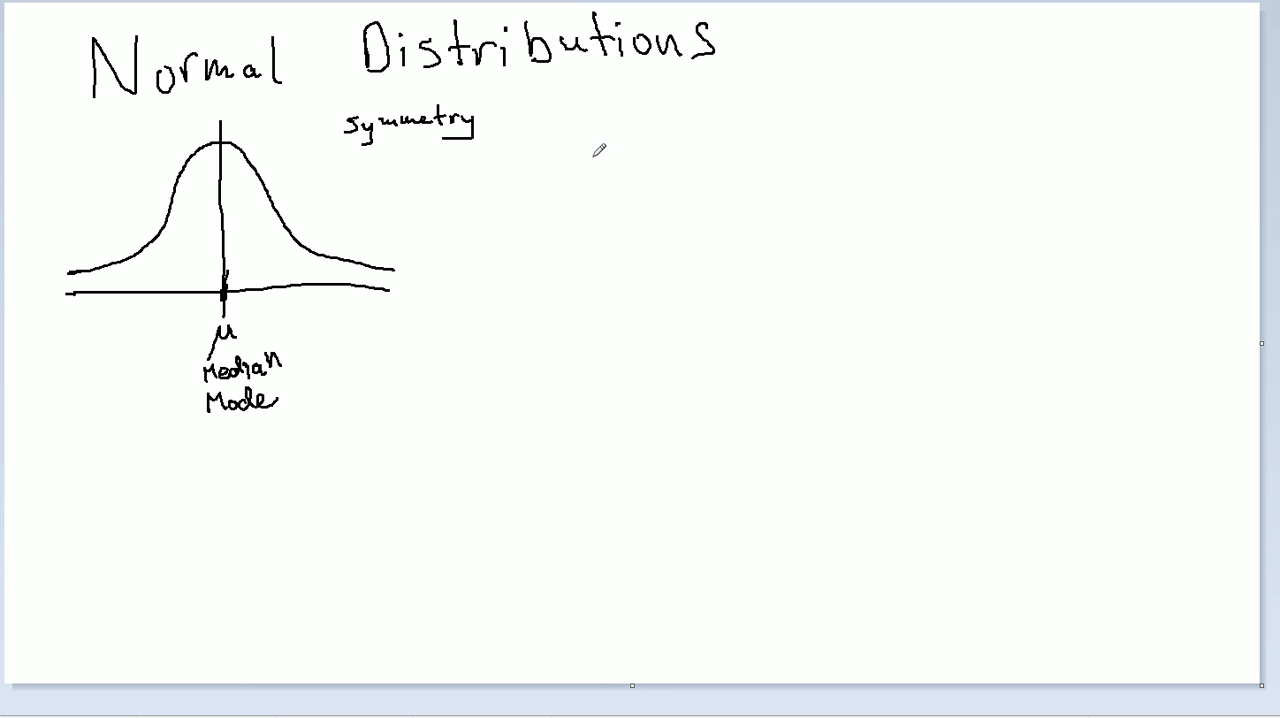 Normal Distributions
symmetry
μ
Median
Mode